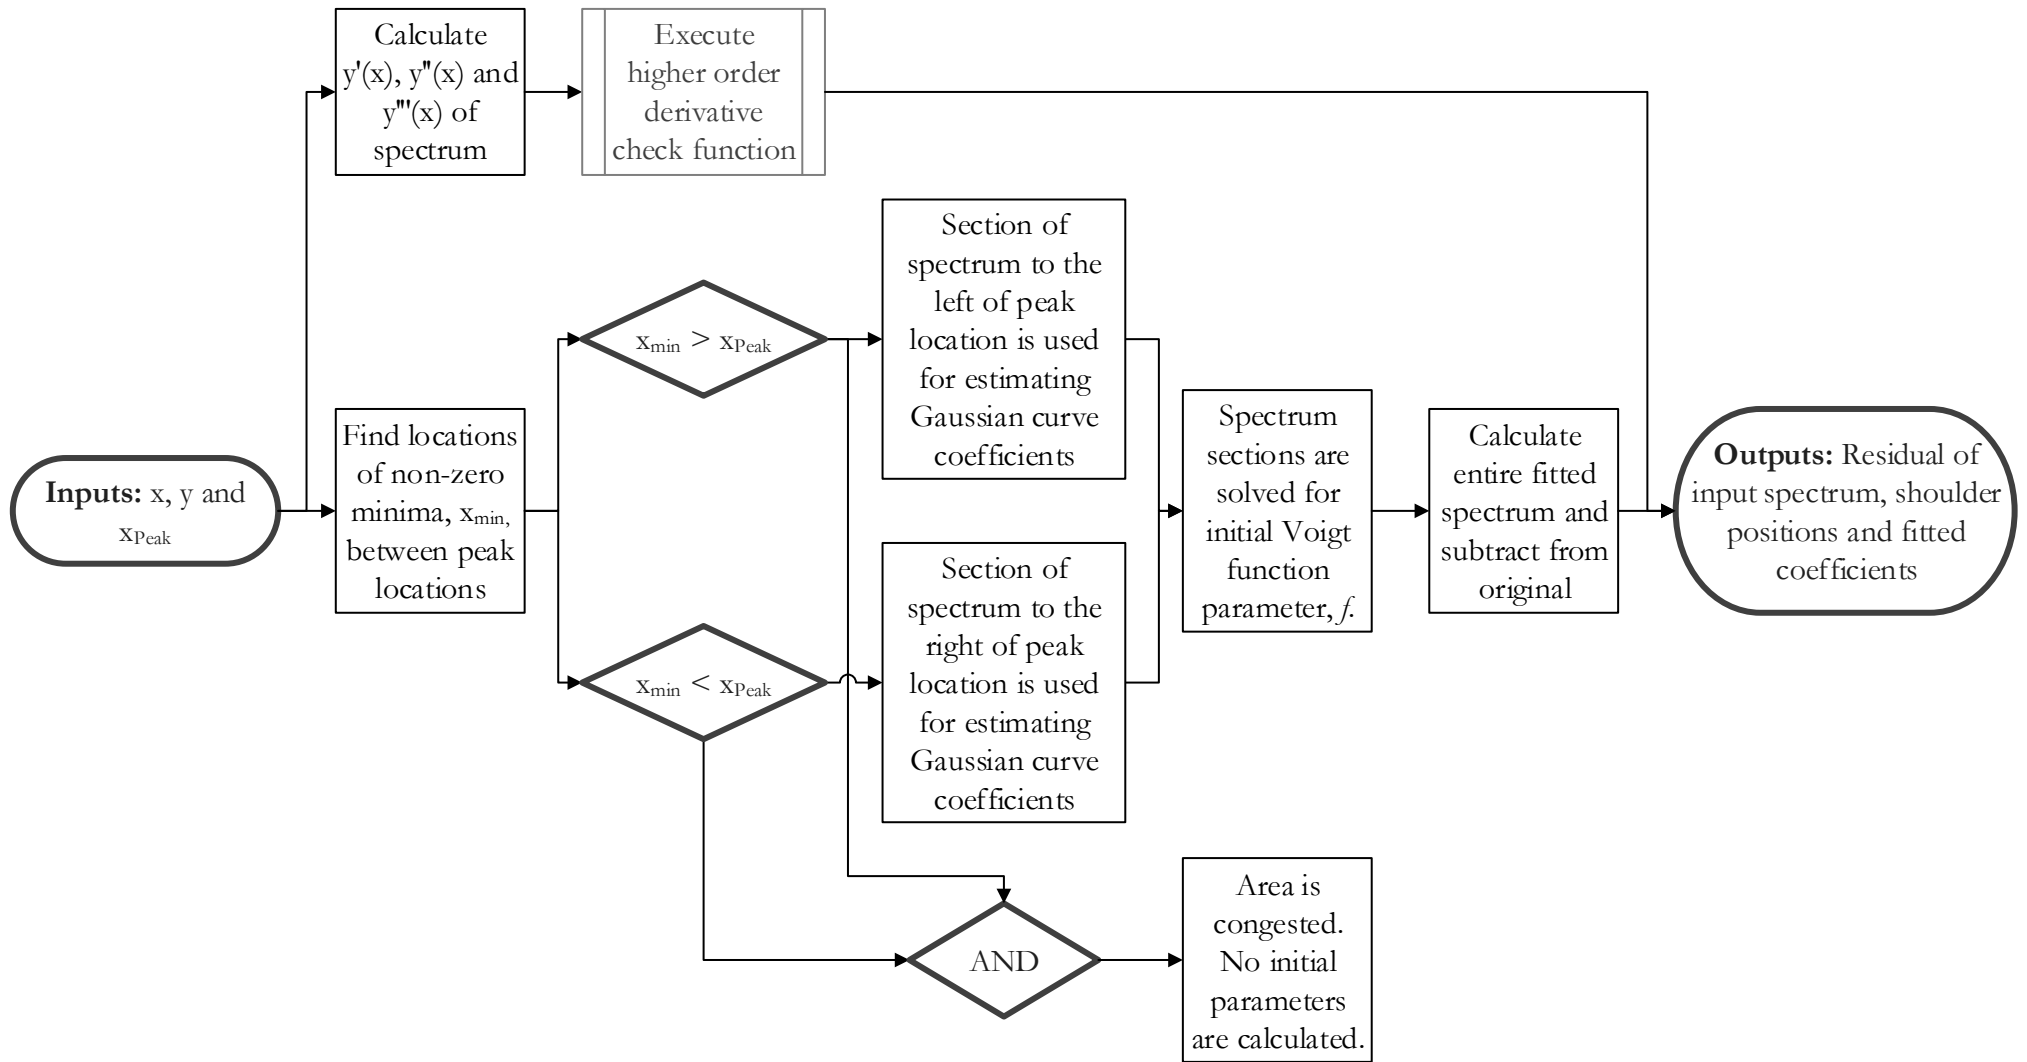 Calculate
y'(x), y"(x) and
y"'(x) of
spectrum
Execute
higher order
derivative
check function
Inputs: x, y and
xPeak
Find locations
of non-zero
minima, xmin,
between peak
locations
xmin > xPeak
xmin < xPeak
Section of
spectrum to the
left of peak
location is used
for estimating
Gaussian curve
coefficients
Section of
spectrum to the
right of peak
location is used
for estimating
Gaussian curve
coefficients
Spectrum
sections are
solved for
initial Voigt
function
parameter, f.
Calculate
entire fitted
spectrum and
subtract from
original
Outputs: Residual of
input spectrum, shoulder
positions and fitted
coefficients
AND
Area is
congested.
No initial
parameters
are calculated.